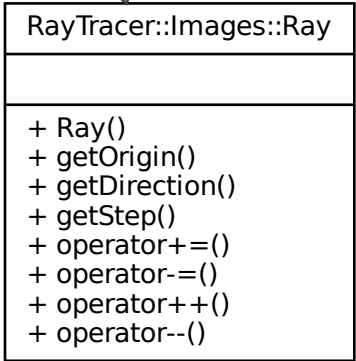 RayTracer::Images::Ray
+ Ray()
+ getOrigin()
+ getDirection()
+ getStep()
+ operator+=()
+ operator-=()
+ operator++()
+ operator--()